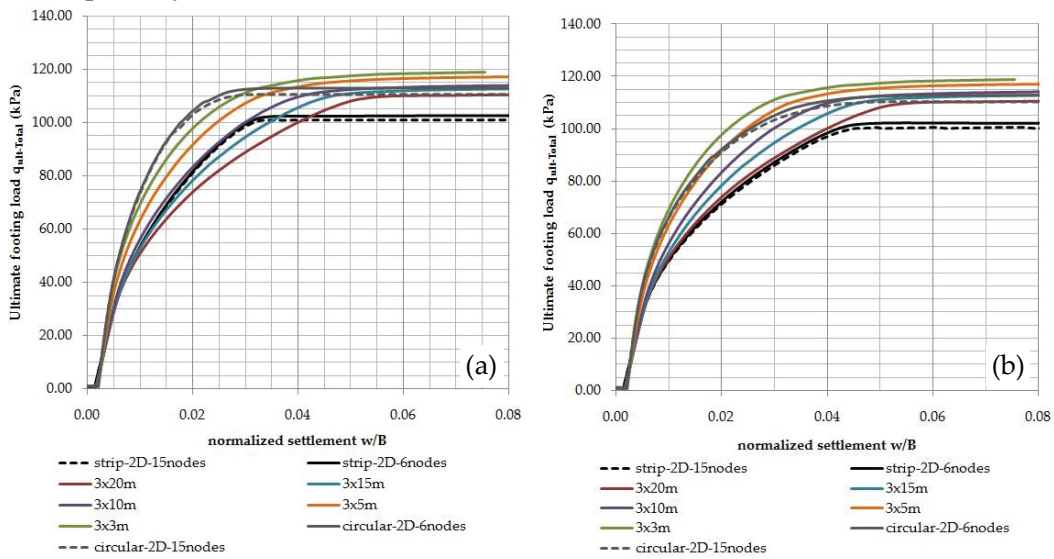 140.00
120.00
100.00
80.00
60.00
40.00
20.00
0.00
Ultimate footing load qult-Total (kPa)
0.00 0.02 0.04 0.06 0.08
normalized settlement w/B
(a)
strip-2D-15nodes strip-2D-6nodes
3x20m 3x15m
3x10m 3x5m
3x3m circular-2D-6nodes
circular-2D-15nodes
140.00
120.00
100.00
80.00
60.00
40.00
20.00
0.00
Ultimate footing load qult-Total (kPa)
0.00 0.02 0.04 0.06 0.08
normalized settlement w/B
(b)
strip-2D-15nodes strip-2D-6nodes
3x20m 3x15m
3x10m 3x5m
3x3m circular-2D-6nodes
circular-2D-15nodes